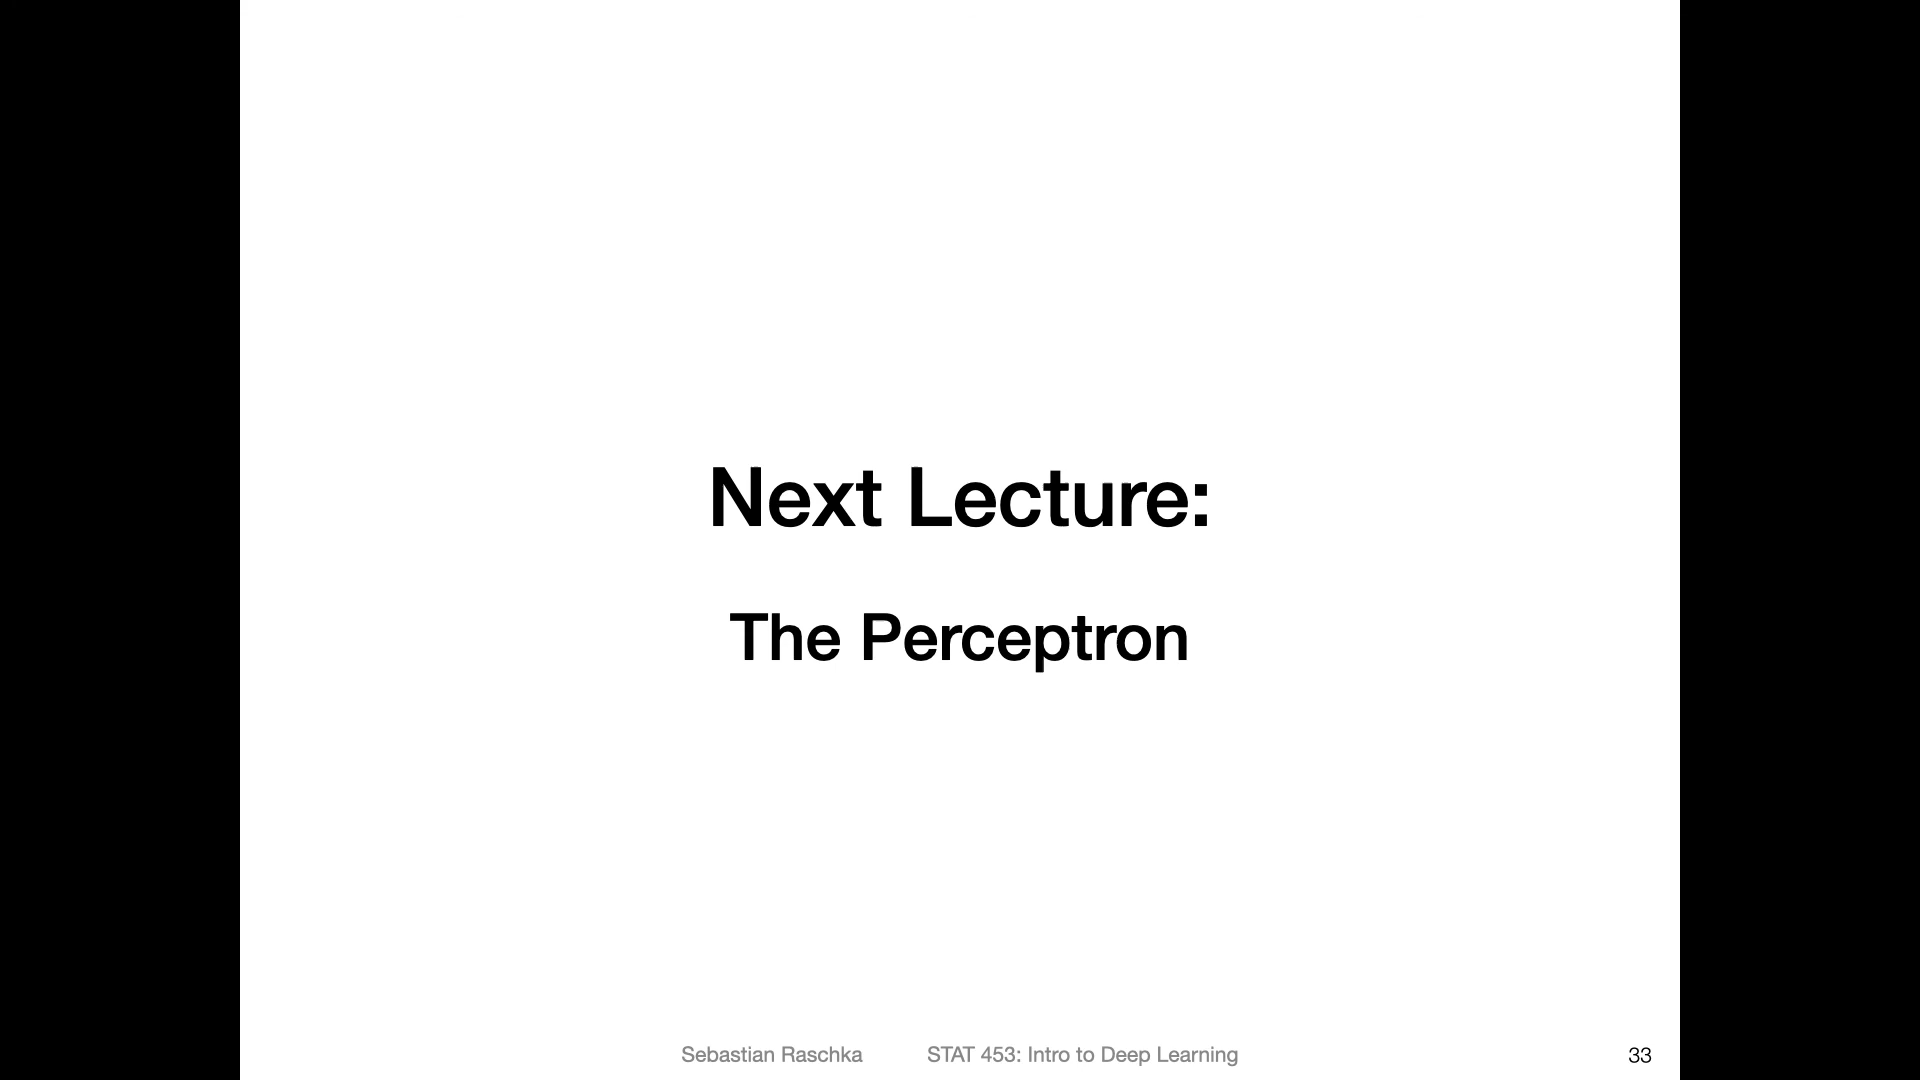 Next Lecture:
The Perceptron
Sebastian Raschka STAT 453: Intro to Deep Learning 33